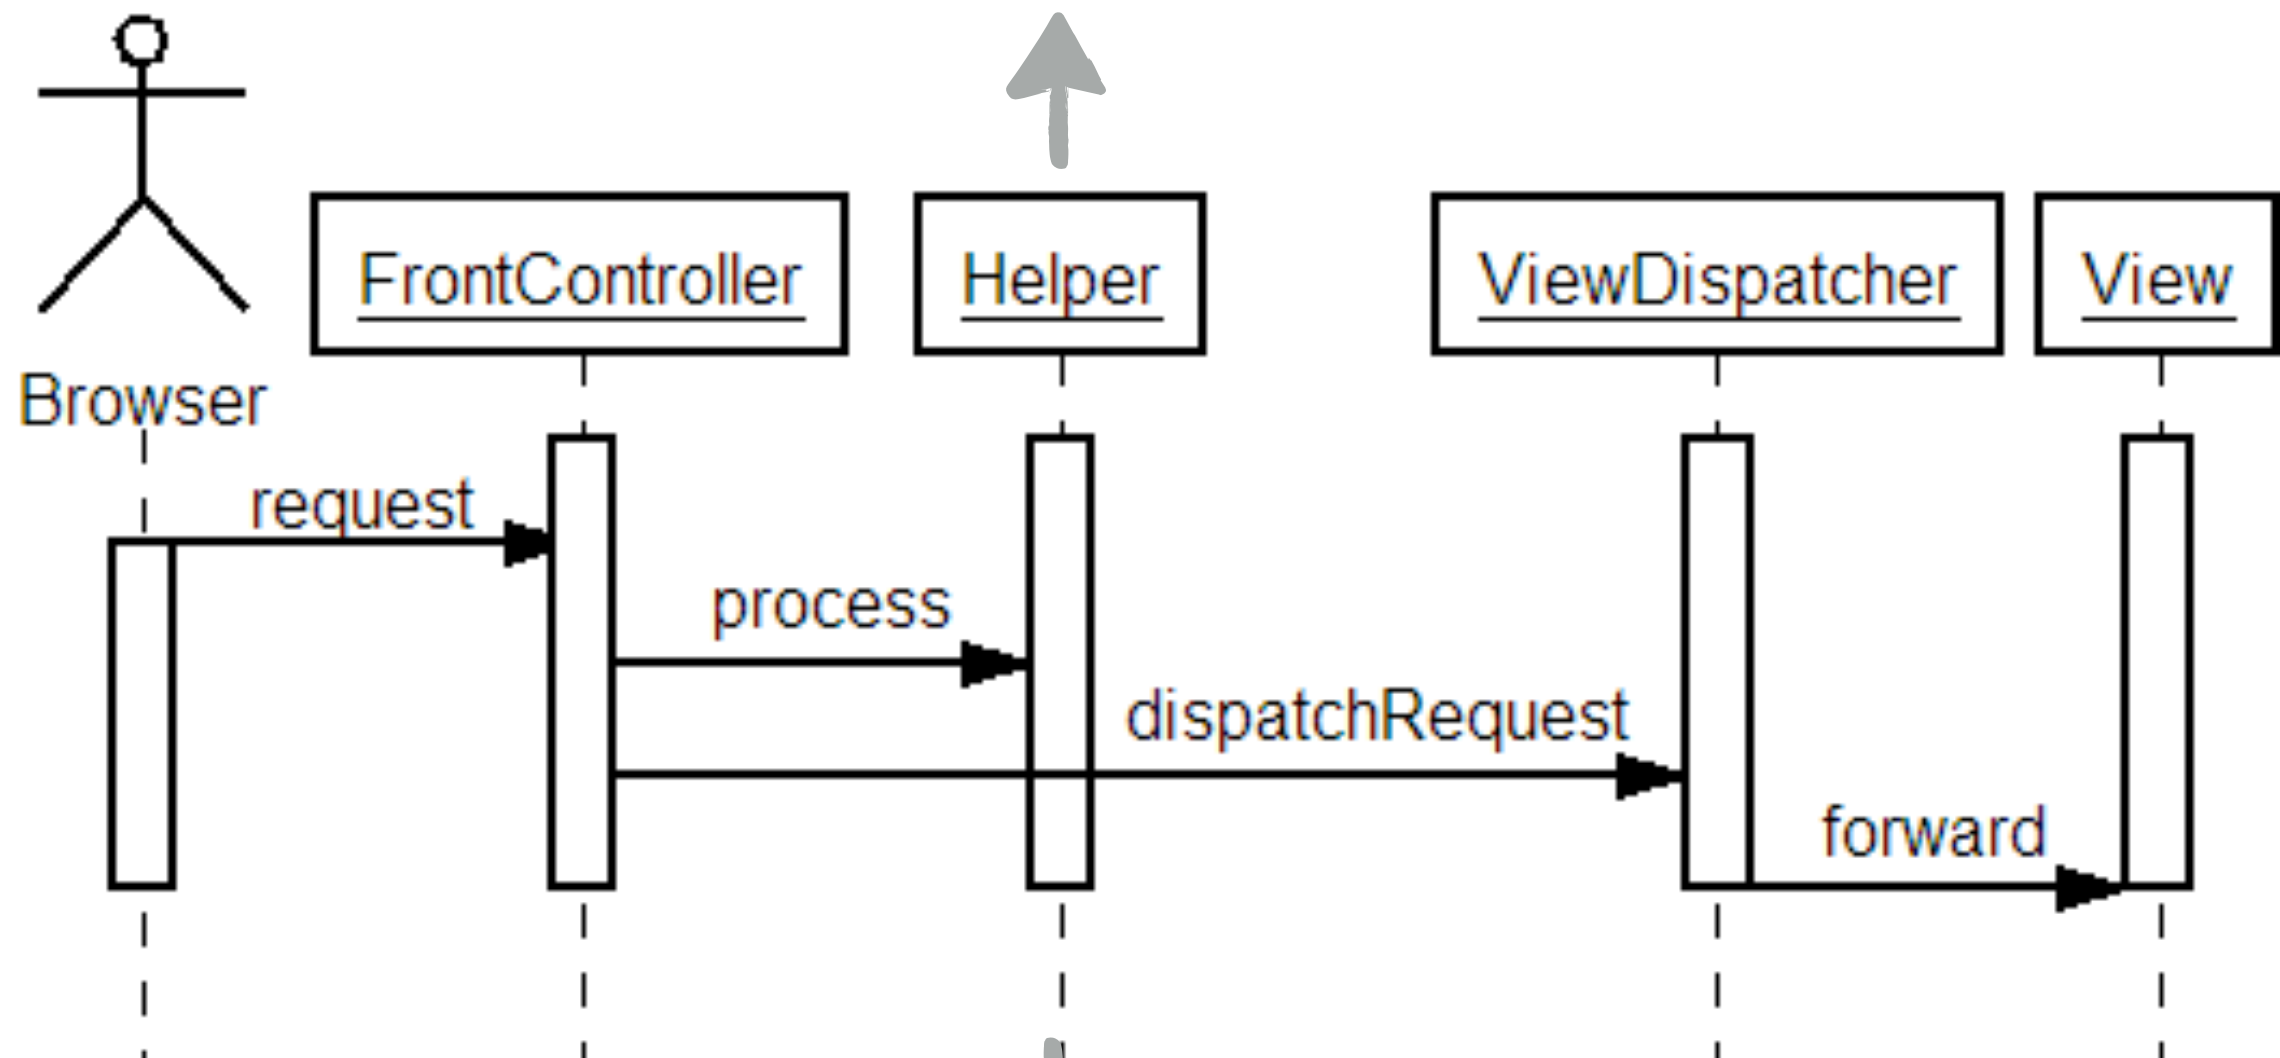 FrontController
Helper
ViewDispatcher
View
Browser
request
process
dispatchRequest
forward